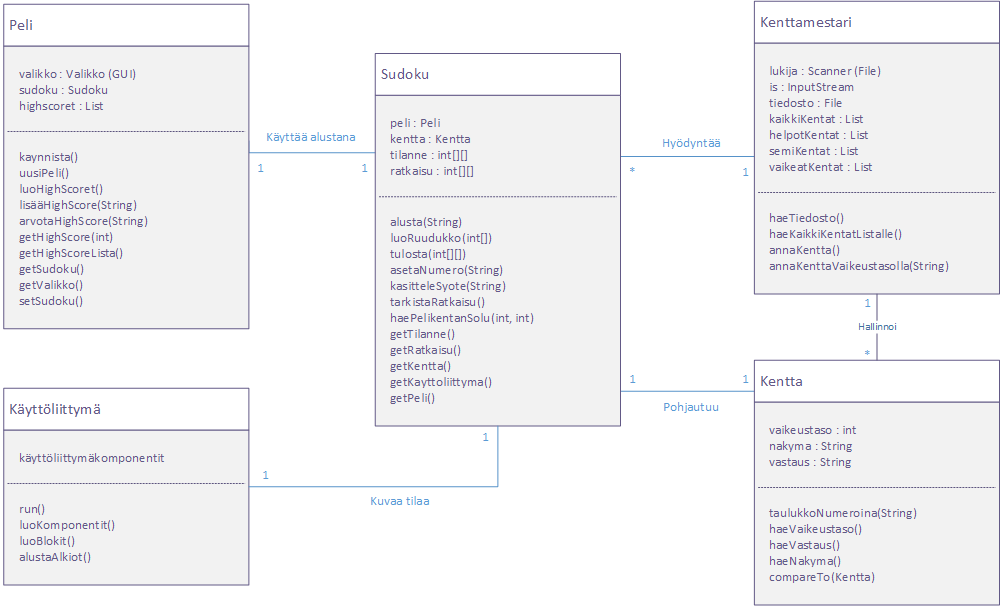 Peli
valikko : Valikko (GUI)
sudoku : Sudoku
highscoret : List
kaynnista()
uusiPeli()
luoHighScoret()
lisääHighScore(String)
arvotaHighScore(String)
getHighScore(int)
getHighScoreLista()
getSudoku()
getValikko()
setSudoku()
Käyttää alustana
1
1
Sudoku
peli : Peli
kentta : Kentta
tilanne : int[][]
ratkaisu : int[][]
alusta(String)
luoRuudukko(int[])
tulosta(int[][])
asetaNumero(String)
kasitteleSyote(String)
tarkistaRatkaisu()
haePelikentanSolu(int, int)
getTilanne()
getRatkaisu()
getKentta()
getKayttoliittyma()
getPeli()
Hyödyntää
*
1
Kenttamestari
lukija : Scanner (File)
is : InputStream
tiedosto : File
kaikkiKentat : List
helpotKentat : List
semiKentat : List
vaikeatKentat : List
haeTiedosto()
haeKaikkiKentatListalle()
annaKentta()
annaKenttaVaikeustasolla(String)
1
Hallinnoi
*
1
1
Pohjautuu
Kentta
vaikeustaso : int
nakyma : String
vastaus : String
taulukkoNumeroina(String)
haeVaikeustaso()
haeVastaus()
haeNakyma()
compareTo(Kentta)
Käyttöliittymä
käyttöliittymäkomponentit
run()
luoKomponentit()
luoBlokit()
alustaAlkiot()
1
1
Kuvaa tilaa